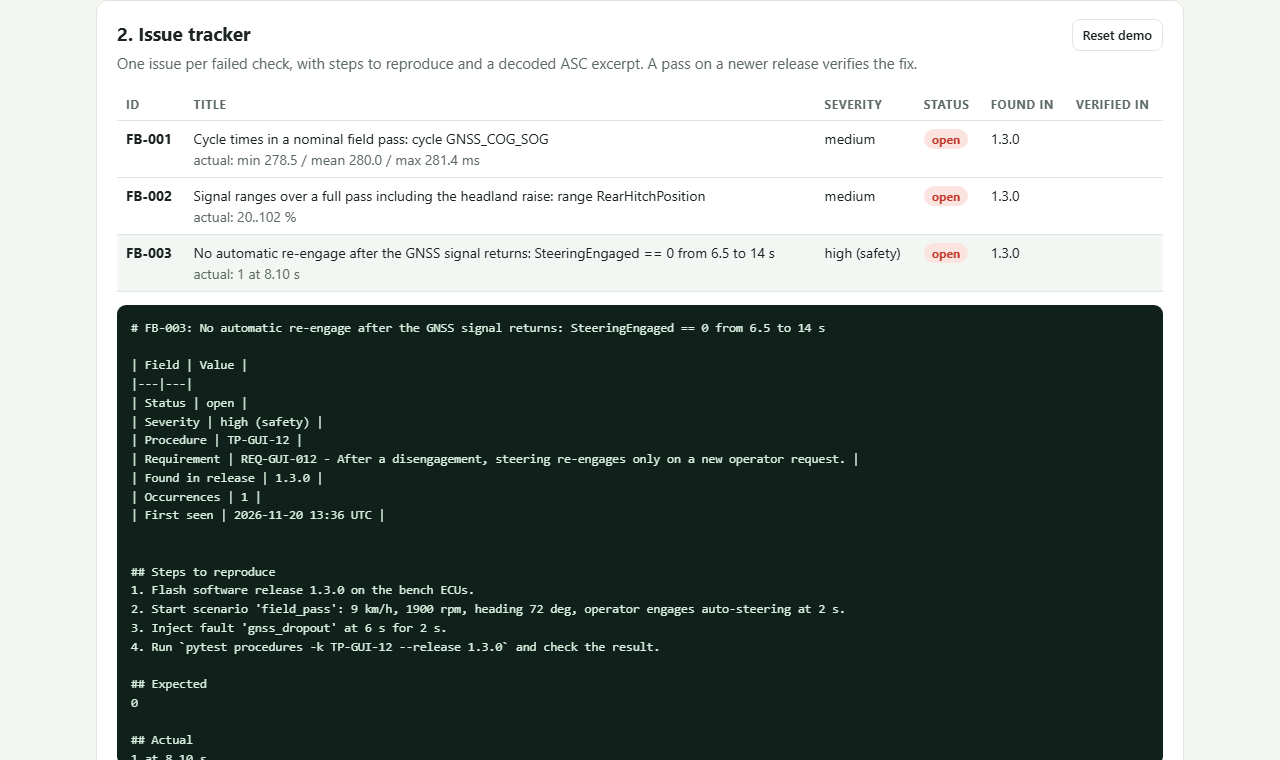 2. Issue tracker
Reset demo
One issue per failed check, with steps to reproduce and a decoded ASC excerpt. A pass on a newer release verifies the fix.
ID TITLE SEVERITY STATUS FOUND IN VERIFIED IN
FB-001 Cycle times in a nominal field pass: cycle GNSS_COG_SOG medium open 1.3.0
actual: min 278.5 / mean 280.0 / max 281.4 ms
FB-002 Signal ranges over a full pass including the headland raise: range RearHitchPosition medium open 1.3.0
actual: 20..102 %
FB-003 No automatic re-engage after the GNSS signal returns: SteeringEngaged == 0 from 6.5 to 14 s high (safety) open 1.3.0
actual: 1 at 8.10 s
# FB-003: No automatic re-engage after the GNSS signal returns: SteeringEngaged == 0 from 6.5 to 14 s
| Field | Value |
|---|---|
| Status | open |
| Severity | high (safety) |
| Procedure | TP-GUI-12 |
| Requirement | REQ-GUI-012 - After a disengagement, steering re-engages only on a new operator request. |
| Found in release | 1.3.0 |
| Occurrences | 1 |
| First seen | 2026-11-20 13:36 UTC |
## Steps to reproduce
1. Flash software release 1.3.0 on the bench ECUs.
2. Start scenario 'field_pass': 9 km/h, 1900 rpm, heading 72 deg, operator engages auto-steering at 2 s.
3. Inject fault 'gnss_dropout' at 6 s for 2 s.
4. Run `pytest procedures -k TP-GUI-12 --release 1.3.0` and check the result.
## Expected
0
## Actual
1 at 8.10 s